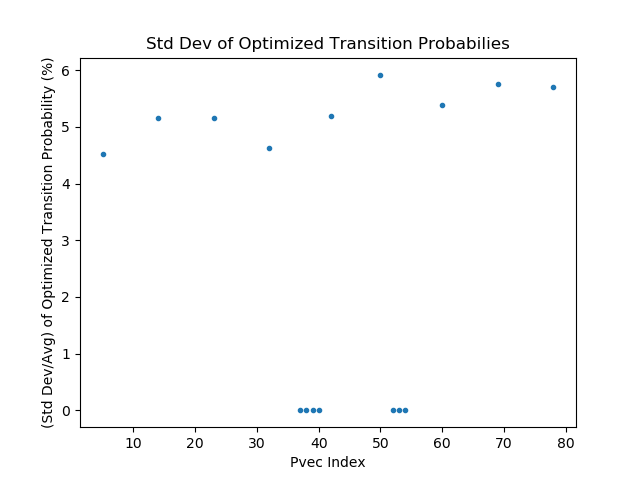 Std Dev of Optimized Transition Probabilies
(Std Dev/Avg) of Optimized Transition Probability (%)
6
5
4
3
2
1
0
10 20 30 40 50 60 70 80
Pvec Index